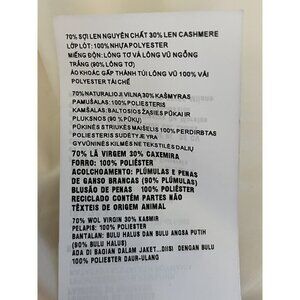 70% SỢI LEN NGUYÊN CHẤT 30% LEN CASHMERE
LỚP LÓT: 100% NHỰA POLYESTER
MIẾNG ĐỘN: LÔNG TƠ VÀ LÔNG VŨ NGỖNG
TRẮNG (90% LÔNG TƠ)
ÁO KHOÁC GẤP THÀNH TÚI LÔNG VŨ 100% VẢI
POLYESTER TÁI CHẾ
70% NATURALIOJI VILNA, 30% KAŠMYRAS
PAMUŠALAS: 100% POLIESTERIS
KAMŠALAS: BALTOSIOS ŽĄSIES PŪKAI IR
PLUKSNOS (90 % PŪKŲ)
PŪKINĖS STRIUKĖS MAIŠELIS 100% PERDIRBTAS
POLIESTERIS SUDĖTYJE YRA
GYVŪNINĖS KILMĖS NE TEKSTILĖS DALIŲ
70% LÃ VIRGEM 30% CAXEMIRA
FORRO: 100% POLIÉSTER
ACOLCHOAMENTO: PLÚMULAS E PENAS
DE GANSO BRANCAS (90% PLÚMULAS)
BLUSÃO DE PENAS 100% POLIÉSTER
RECICLADO CONTÉM PARTES NÃO
TÊXTEIS DE ORIGEM ANIMAL
70% WOL VIRGIN 30% KASMIR
PELAPIS: 100% POLIESTER
BANTALAN: BULU HALUS DAN BULU ANGSA PUTIH
(90% BULU HALUS)
ADA DI BAGIAN DALAM JAKET...DIISI DENGAN BULU
100% POLIESTER DAUR-ULANG